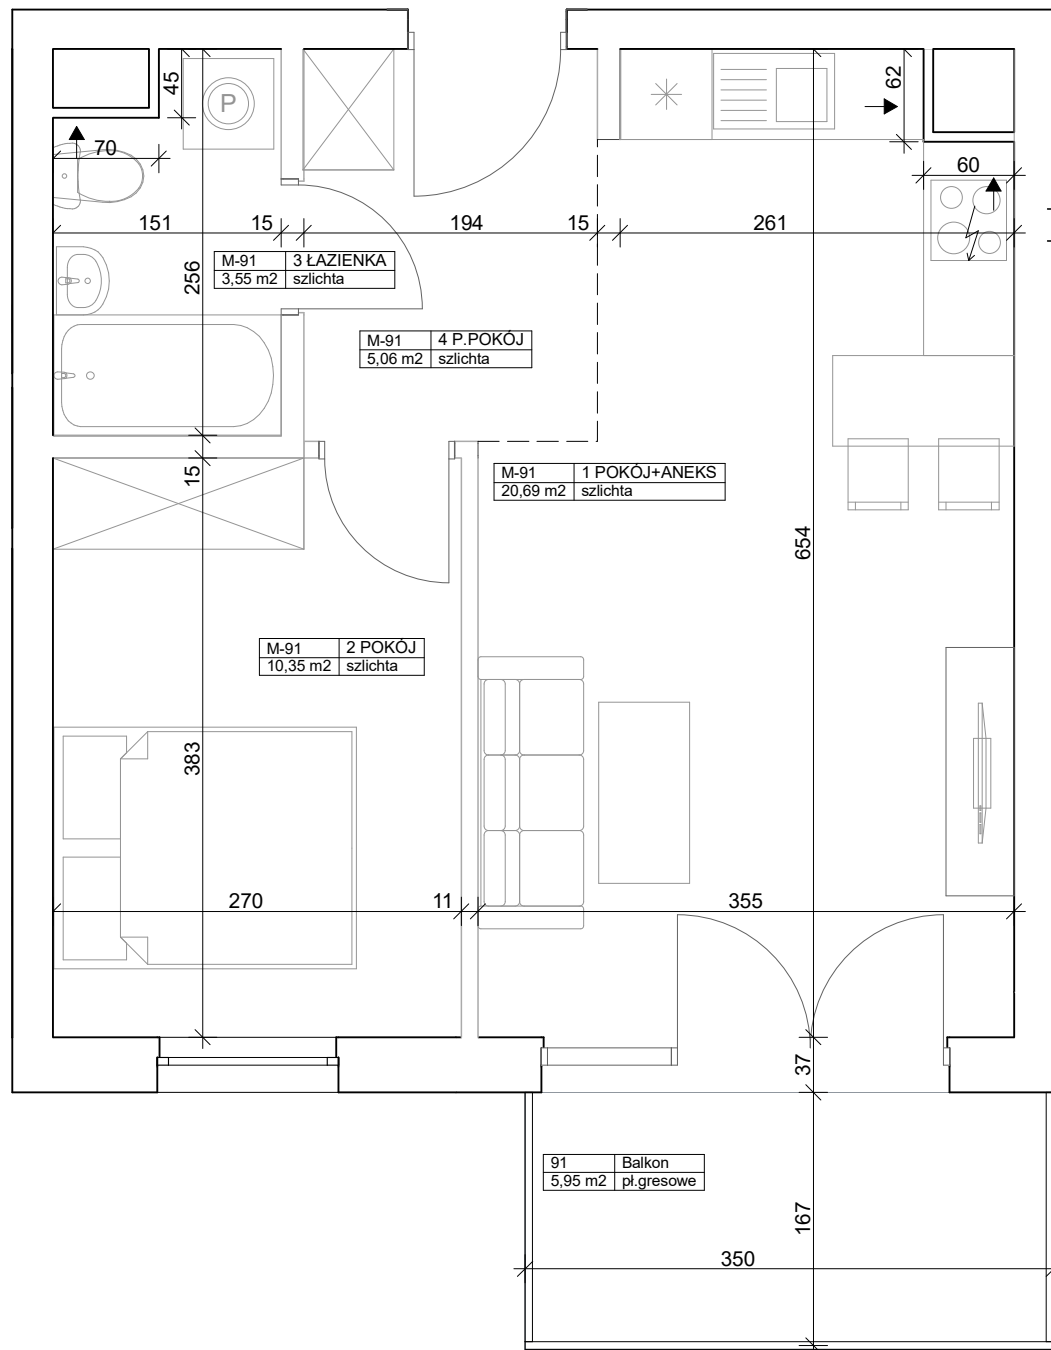 45
P
62
70
60
151
15
194
15
261
256
M-91 3 ŁAZIENKA
3,55 m2 szlichta
M-91 4 P.POKÓJ
5,06 m2 szlichta
15
M-91 1 POKÓJ+ANEKS
20,69 m2 szlichta
654
M-91 2 POKÓJ
10,35 m2 szlichta
383
270
11
355
37
91 Balkon
5,95 m2 pł.gresowe
167
350